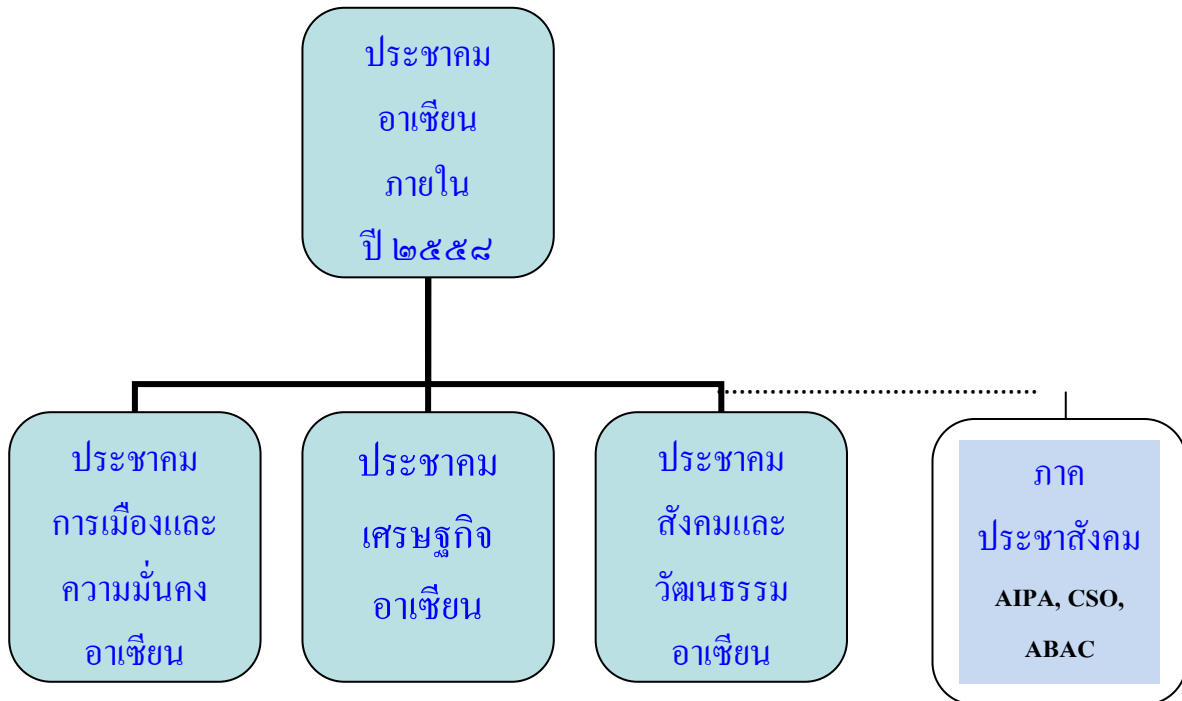 ประชาคม
อาเซียน
ภายใน
ปี ๒๕๕๘
ประชาคม
การเมืองและ
ความมั่นคง
อาเซียน
ประชาคม
เศรษฐกิจ
อาเซียน
ประชาคม
สังคมและ
วัฒนธรรม
อาเซียน
ภาค
ประชาสังคม
AIPA, CSO,
ABAC